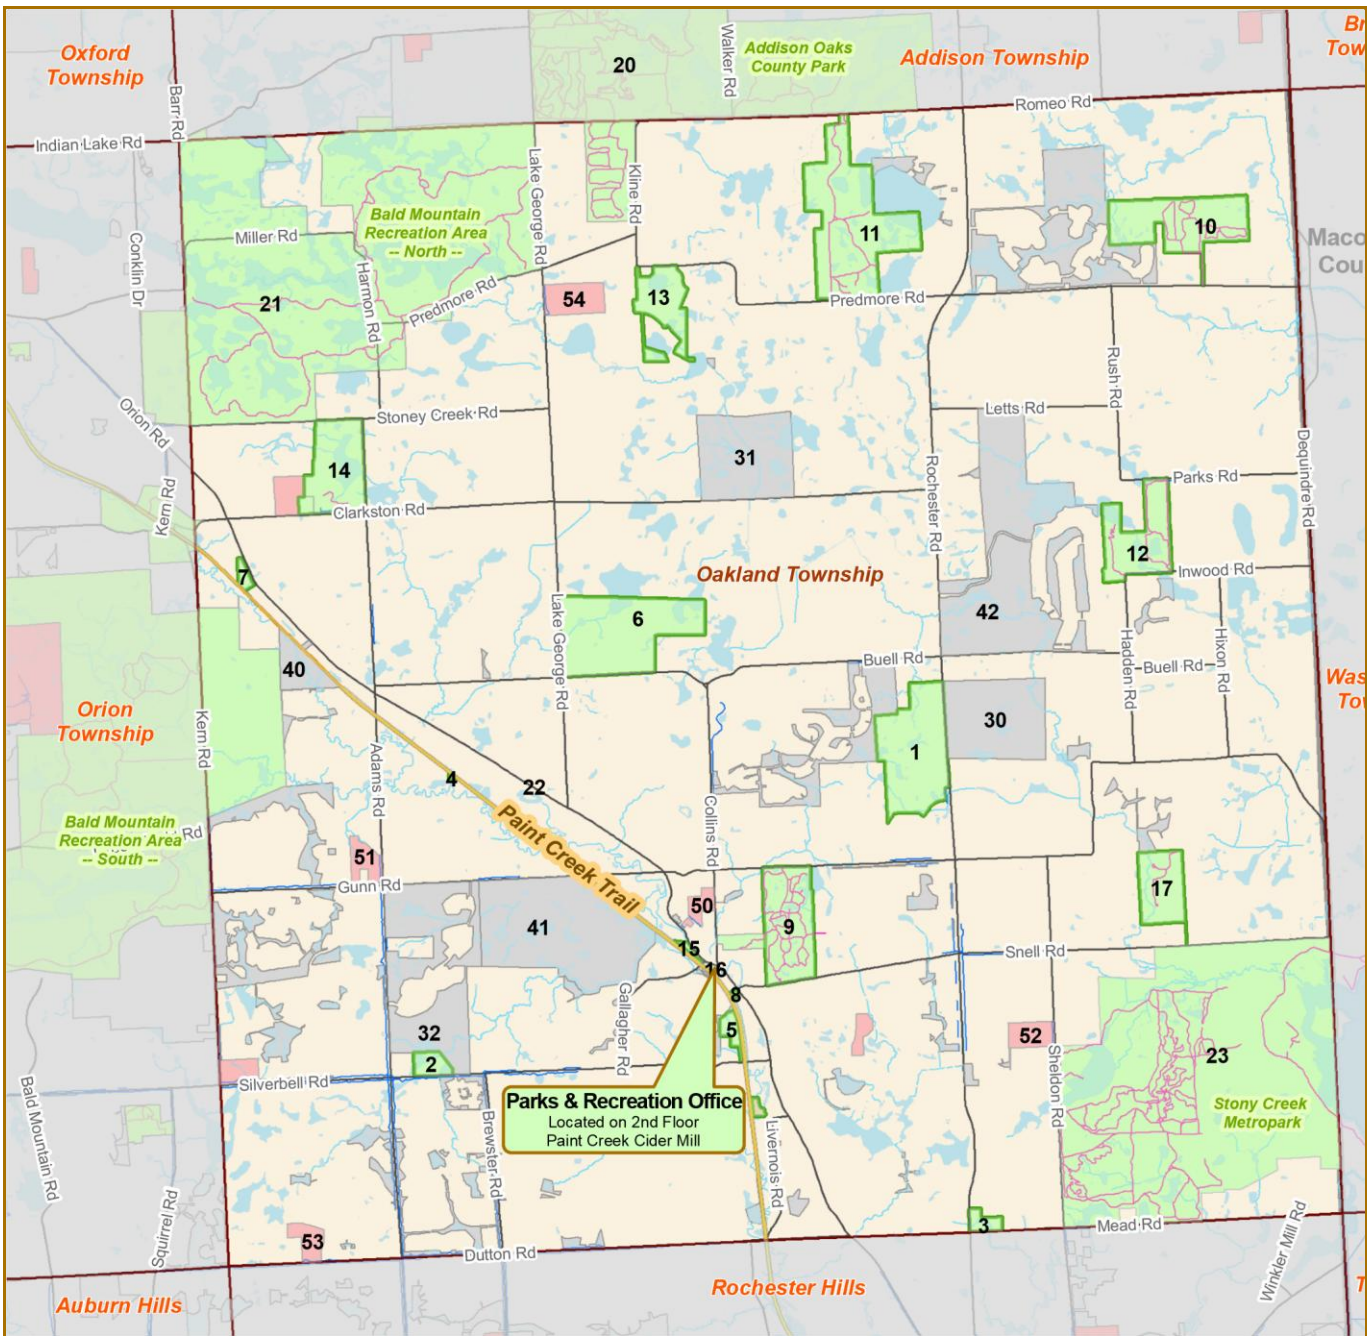 Oxford
Township
Barr Rd
20
Walker Rd
Addison Oaks
County Park
Addison Township
Romeo Rd
Indian Lake Rd
Lake George Rd
Kline Rd
Bald Mountain
Recreation Area
-- North --
Miller Rd
Conklin Dr
Harmon Rd
21
Predmore Rd
54
13
11
10
Predmore Rd
Orion Rd
Stoney Creek Rd
Letts Rd
Rush Rd
Dequindre Rd
14
31
Rochester Rd
Parks Rd
Kern Rd
Clarkston Rd
12
Inwood Rd
7
Oakland Township
6
Lake George Rd
42
Hadden Rd
Hixon Rd
40
Buell Rd
Buell Rd
Orion
Township
Kern Rd
30
1
Adams Rd
4
22
Paint Creek Trail
Collins Rd
Bald Mountain
Recreation Area
-- South --
Rd
51
Gunn Rd
50
17
41
9
15
Snell Rd
16
8
Gallagher Rd
32
5
52
23
2
Silverbell Rd
Sheldon Rd
Stony Creek
Metropark
Parks & Recreation Office
Located on 2nd Floor
Paint Creek Cider Mill
Bald Mountain Rd
Brewster Rd
Livernois Rd
Squirrel Rd
53
Dutton Rd
3
Mead Rd
Winkler Mill Rd
Auburn Hills
Rochester Hills